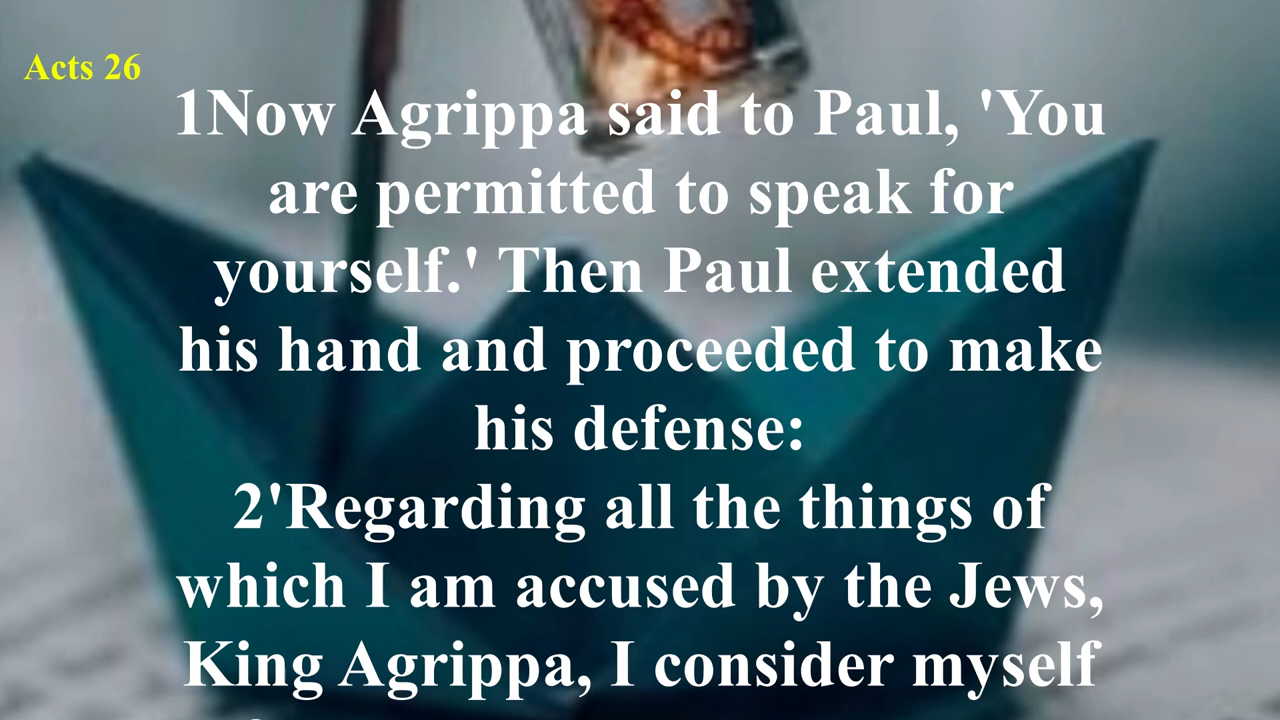 Acts 26
1Now Agrippa said to Paul, 'You
are permitted to speak for
yourself.' Then Paul extended
his hand and proceeded to make
his defense:
2'Regarding all the things of
which I am accused by the Jews,
King Agrippa, I consider myself